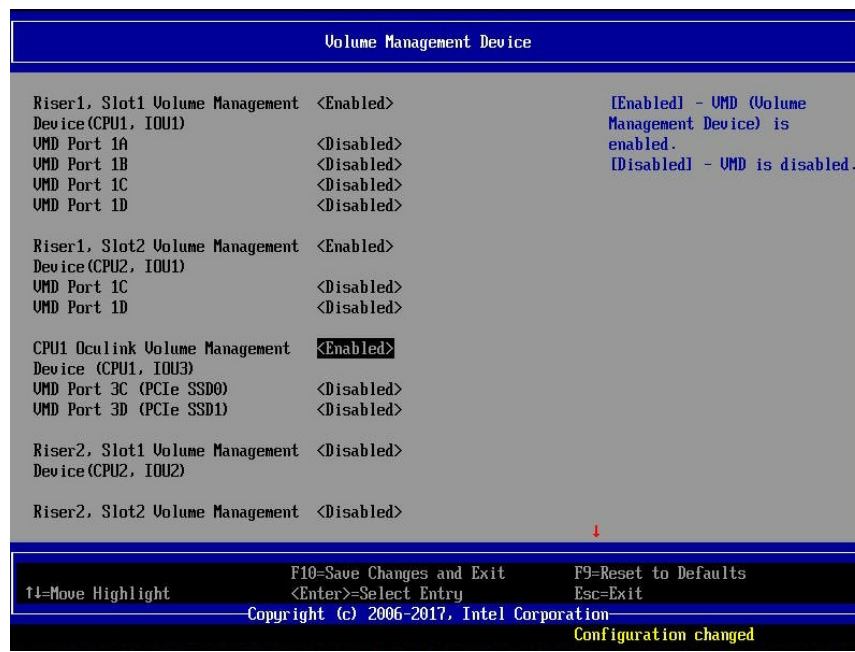 Volume Management Device
Riser1, Slot1 Volume Management <Enabled> [Enabled] - VMD (Volume
Device(CPU1, IOU1) Management Device) is
VMD Port 1A <Disabled> enabled.
VMD Port 1B <Disabled> [Disabled] - VMD is disabled.
VMD Port 1C <Disabled>
VMD Port 1D <Disabled>
Riser1, Slot2 Volume Management <Enabled>
Device(CPU2, IOU1)
VMD Port 1C <Disabled>
VMD Port 1D <Disabled>
CPU1 Oculink Volume Management <Enabled>
Device (CPU1, IOU3)
VMD Port 3C (PCIe SSD0) <Disabled>
VMD Port 3D (PCIe SSD1) <Disabled>
Riser2, Slot1 Volume Management <Disabled>
Device(CPU2, IOU2)
Riser2, Slot2 Volume Management <Disabled>
↓
F10=Save Changes and Exit F9=Reset to Defaults
↑↓=Move Highlight <Enter>=Select Entry Esc=Exit
Copyright (c) 2006-2017, Intel Corporation
Configuration changed